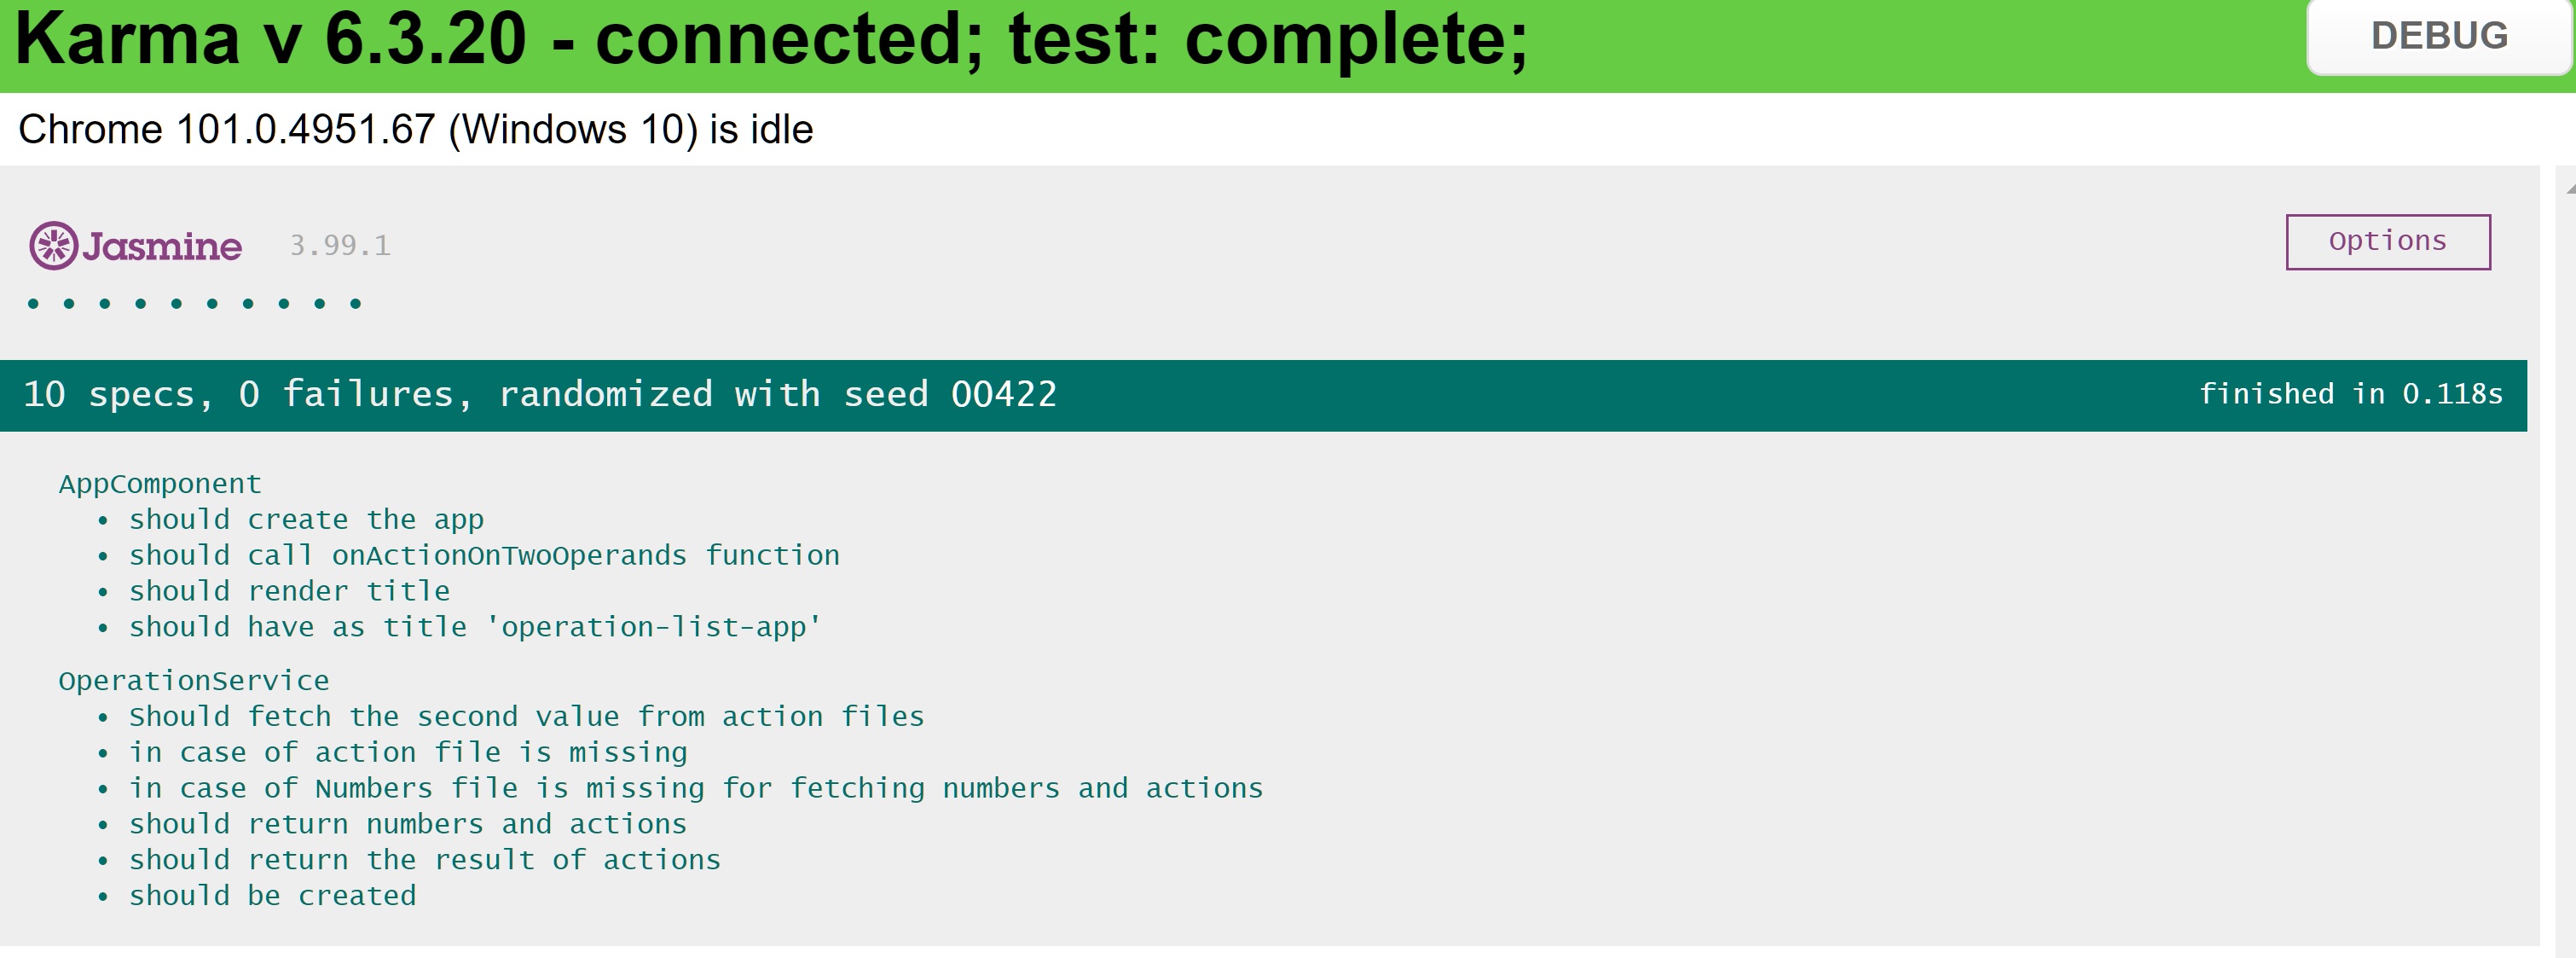 Karma v 6.3.20 - connected; test: complete;
DEBUG
Chrome 101.0.4951.67 (Windows 10) is idle
Jasmine 3.99.1
Options
• • • • • • • • • •
10 specs, 0 failures, randomized with seed 00422
finished in 0.118s
AppComponent
• should create the app
• should call onActionOnTwoOperands function
• should render title
• should have as title 'operation-list-app'
OperationService
• Should fetch the second value from action files
• in case of action file is missing
• in case of Numbers file is missing for fetching numbers and actions
• should return numbers and actions
• should return the result of actions
• should be created